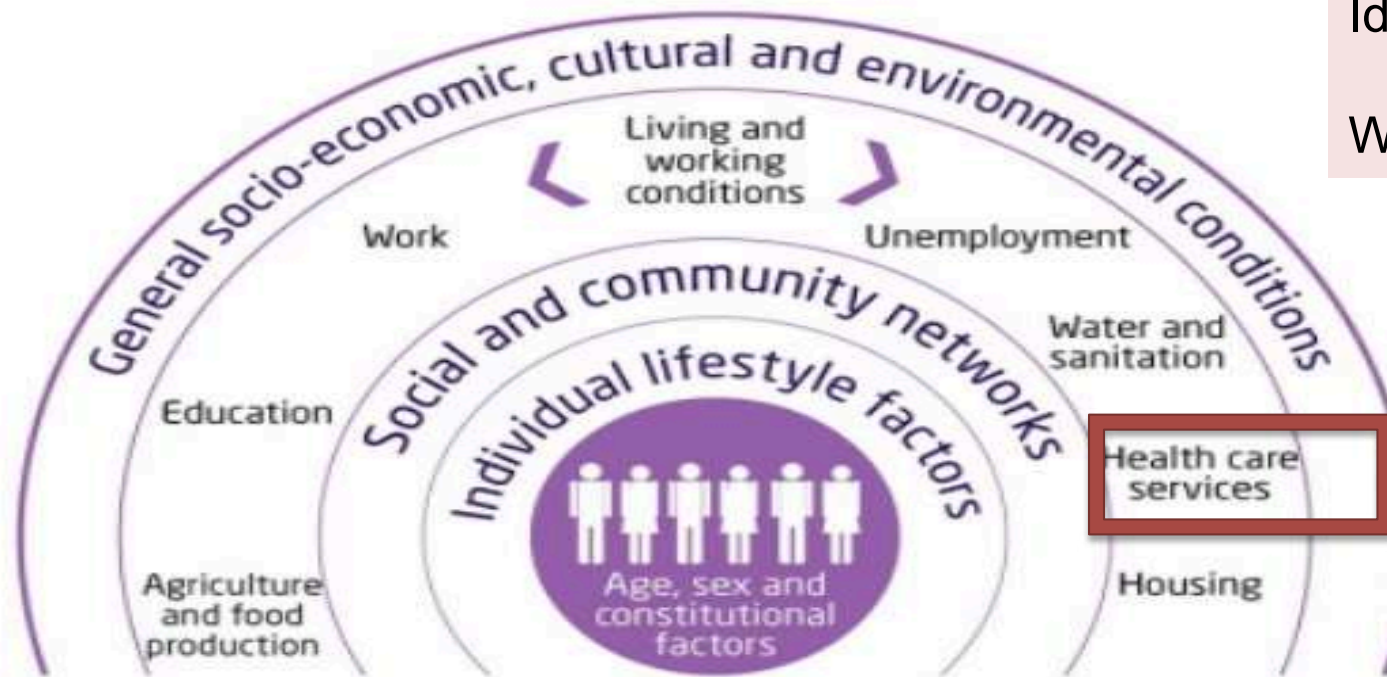 Id
W
General socio-economic, cultural and environmental conditions
Living and
working
conditions
Work
Unemployment
Social and community networks
Water and
sanitation
Individual lifestyle factors
Education
Health care
services
Agriculture
and food
production
Age, sex and
constitutional
factors
Housing